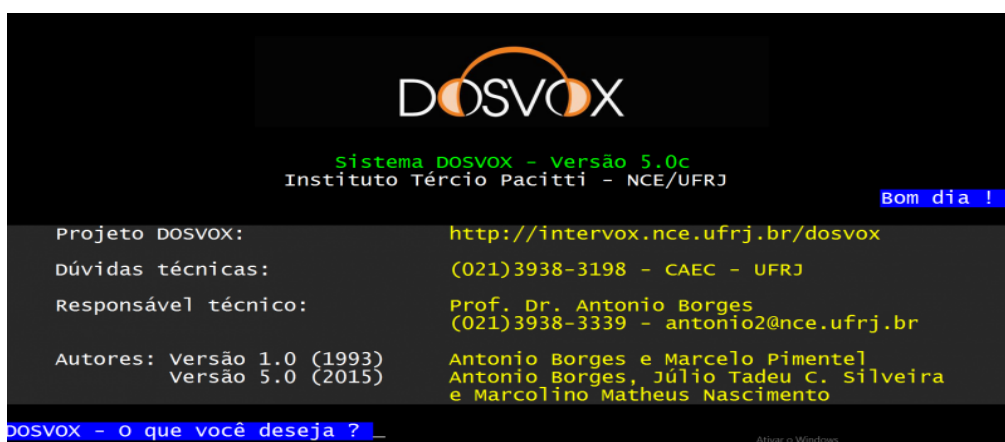 DOSVOX
Sistema DOSVOX - Versão 5.0c
Instituto Tércio Pacitti - NCE/UFRJ
Bom dia !
Projeto DOSVOX: http://intervox.nce.ufrj.br/dosvox
Dúvidas técnicas: (021)3938-3198 - CAEC - UFRJ
Responsável técnico: Prof. Dr. Antonio Borges
(021)3938-3339 - antonio2@nce.ufrj.br
Autores: Versão 1.0 (1993) Antonio Borges e Marcelo Pimentel
Versão 5.0 (2015) Antonio Borges, Júlio Tadeu C. Silveira
e Marcolino Matheus Nascimento
DOSVOX - O que você deseja ? _
Ativar o Windows